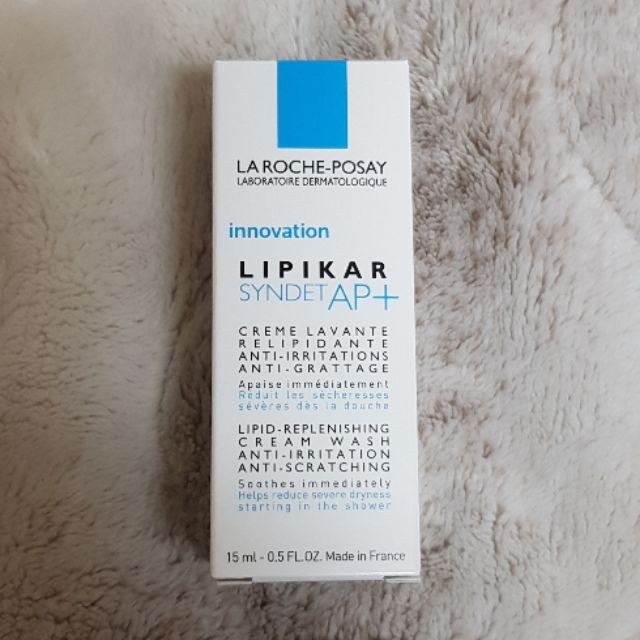 LA ROCHE-POSAY
LABORATOIRE DERMATOLOGIQUE
innovation
LIPIKAR
SYNDET AP+
CREME LAVANTE
RELIPIDANTE
ANTI-IRRITATIONS
ANTI-GRATTAGE
Apaise immédiatement
Reduit les sécheresses
sévères dès la douche
LIPID-REPLENISHING
CREAM WASH
ANTI-IRRITATION
ANTI-SCRATCHING
Soothes immediately
Helps reduce severe dryness
starting in the shower
15 ml - 0.5 FL.OZ. Made in France